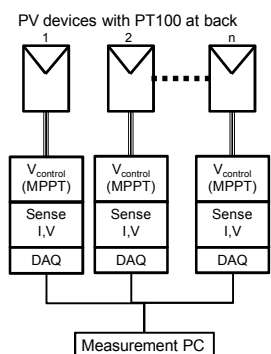 PV devices with PT100 at back
1 2 n
Vcontrol Vcontrol Vcontrol
(MPPT) (MPPT) (MPPT)
Sense Sense Sense
I,V I,V I,V
DAQ DAQ DAQ
Measurement PC